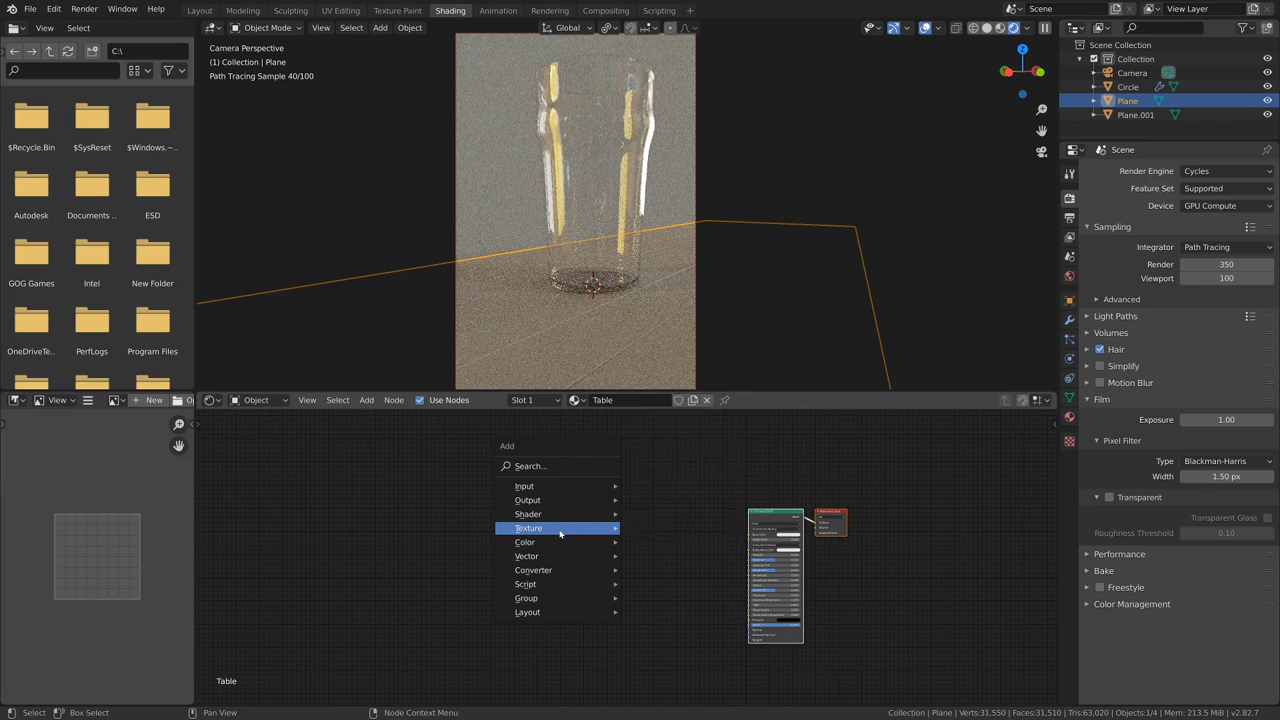 File Edit Render Window Help Layout Modeling Sculpting UV Editing Texture Paint Shading Animation Rendering Compositing Scripting Scene View Layer
View Select Object Mode View Select Add Object Global
C:\
Camera Perspective
(1) Collection | Plane
Path Tracing Sample 40/100
$Recycle.Bin $SysReset $Windows.~...
Autodesk Documents .. ESD
GOG Games Intel New Folder
OneDriveTe.. PerfLogs Program Files
Scene Collection
Collection
Camera
Circle
Plane
Plane.001
Scene
Render Engine Cycles
Feature Set Supported
Device GPU Compute
Sampling
Integrator Path Tracing
Render 350
Viewport 100
Advanced
Light Paths
Volumes
Hair
Simplify
Motion Blur
Film
Exposure 1.00
Pixel Filter
Type Blackman-Harris
Width 1.50 px
Transparent
Transparent Glass
Roughness Threshold 0.10
Performance
Bake
Freestyle
Color Management
View New Op
Object View Select Add Node Use Nodes Slot 1 Table
Add
Search...
Input
Output
Shader
Texture
Color
Vector
Converter
Script
Group
Layout
Table
Select Box Select Pan View Node Context Menu Collection | Plane | Verts:31,550 | Faces:31,510 | Tris:63,020 | Objects:1/4 | Mem: 213.5 MiB | v2.82.7